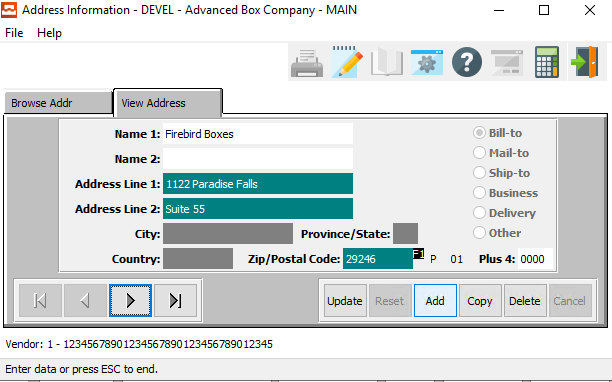 Address Information - DEVEL - Advanced Box Company - MAIN
File Help
?
0000
Browse Addr View Address
Name 1: Firebird Boxes
Name 2:
Address Line 1: 1122 Paradise Falls
Address Line 2: Suite 55
City: Province/State:
Country: Zip/Postal Code: 29246 F1 P 01 Plus 4: 0000
Bill-to
Mail-to
Ship-to
Business
Delivery
Other
Update Reset Add Copy Delete Cancel
Vendor: 1 - 12345678901234567890123456789012345
Enter data or press ESC to end.